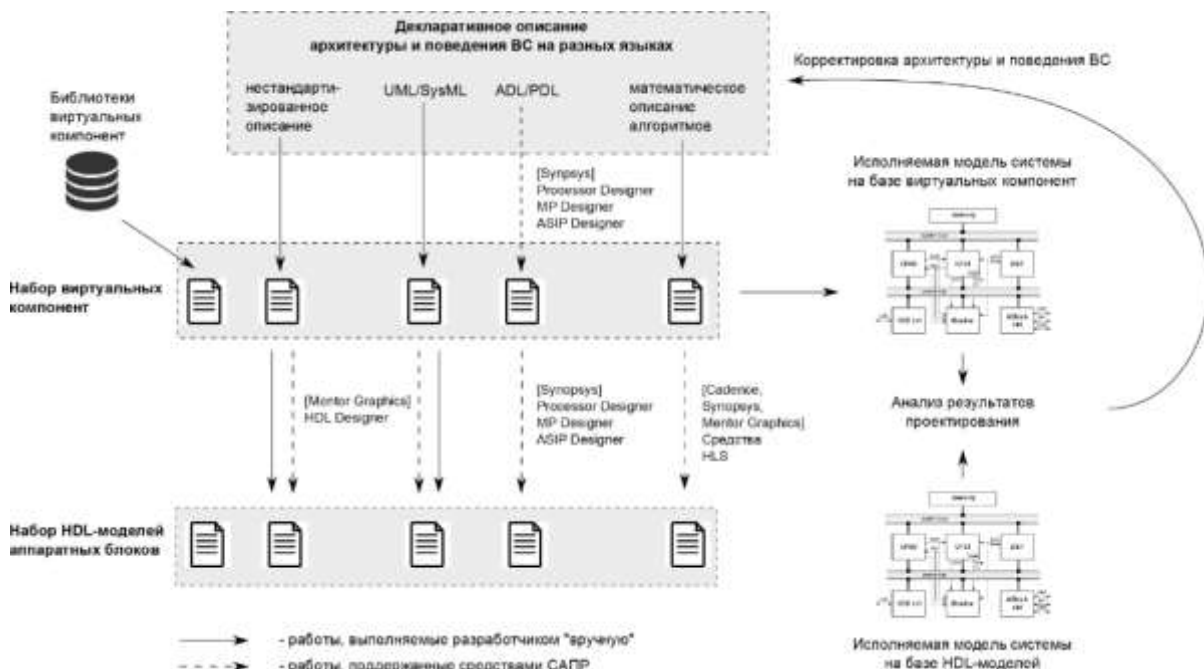 Декларативное описание
архитектуры и поведения ВС на разных языках
Корректировка архитектуры и поведения ВС
Библиотеки
виртуальных
компонент
нестандарти-
зированное
описание
UML/SysML
ADL/PDL
математическое
описание
алгоритмов
[Synpsys]
Processor Designer
MP Designer
ASIP Designer
Исполняемая модель системы
на базе виртуальных компонент
Набор виртуальных
компонент
[Mentor Graphics]
HDL Designer
[Synopsys]
Processor Designer
MP Designer
ASIP Designer
[Cadence,
Synopsys,
Mentor Graphics]
Средства
HLS
Анализ результатов
проектирования
Набор HDL-моделей
аппаратных блоков
- работы, выполняемые разработчиком "вручную"
- работы, поддержанные средствами САПР
Исполняемая модель системы
на базе HDL-моделей